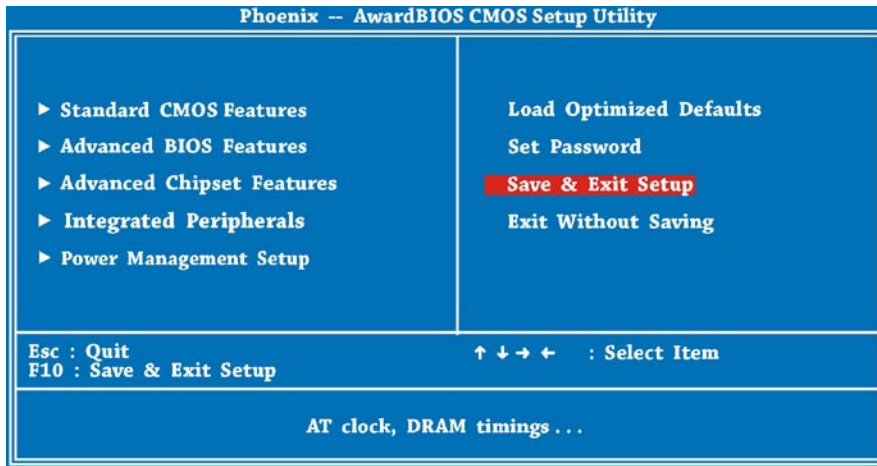 Phoenix -- AwardBIOS CMOS Setup Utility
► Standard CMOS Features
► Advanced BIOS Features
► Advanced Chipset Features
► Integrated Peripherals
► Power Management Setup
Load Optimized Defaults
Set Password
Save & Exit Setup
Exit Without Saving
Esc : Quit
F10 : Save & Exit Setup
↑ ↓ → ← : Select Item
AT clock, DRAM timings...